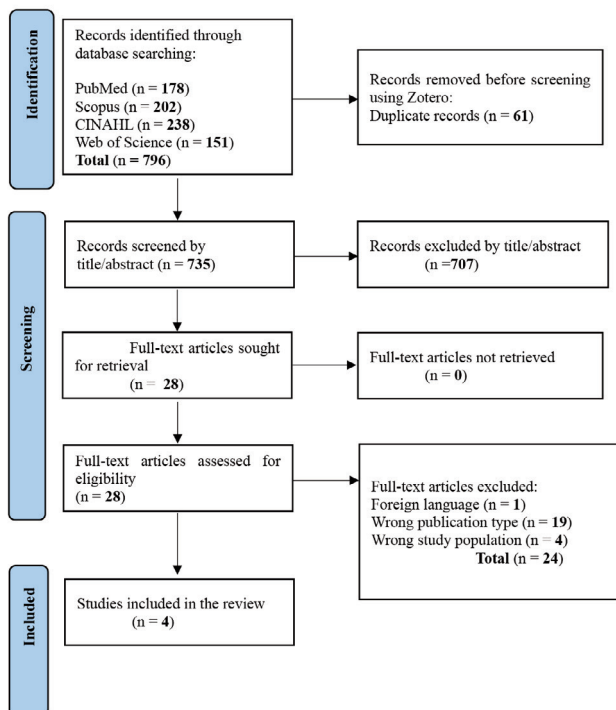 Identification
Records identified through
database searching:
PubMed (n = 178)
Scopus (n = 202)
CINAHL (n = 238)
Web of Science (n = 151)
Total (n = 796)
Records removed before screening
using Zotero:
Duplicate records (n = 61)
Screening
Records screened by
title/abstract (n = 735)
Records excluded by title/abstract
(n =707)
Full-text articles sought
for retrieval
(n = 28)
Full-text articles not retrieved
(n = 0)
Full-text articles assessed for
eligibility
(n = 28)
Full-text articles excluded:
Foreign language (n = 1)
Wrong publication type (n = 19)
Wrong study population (n = 4)
Total (n = 24)
Included
Studies included in the review
(n = 4)